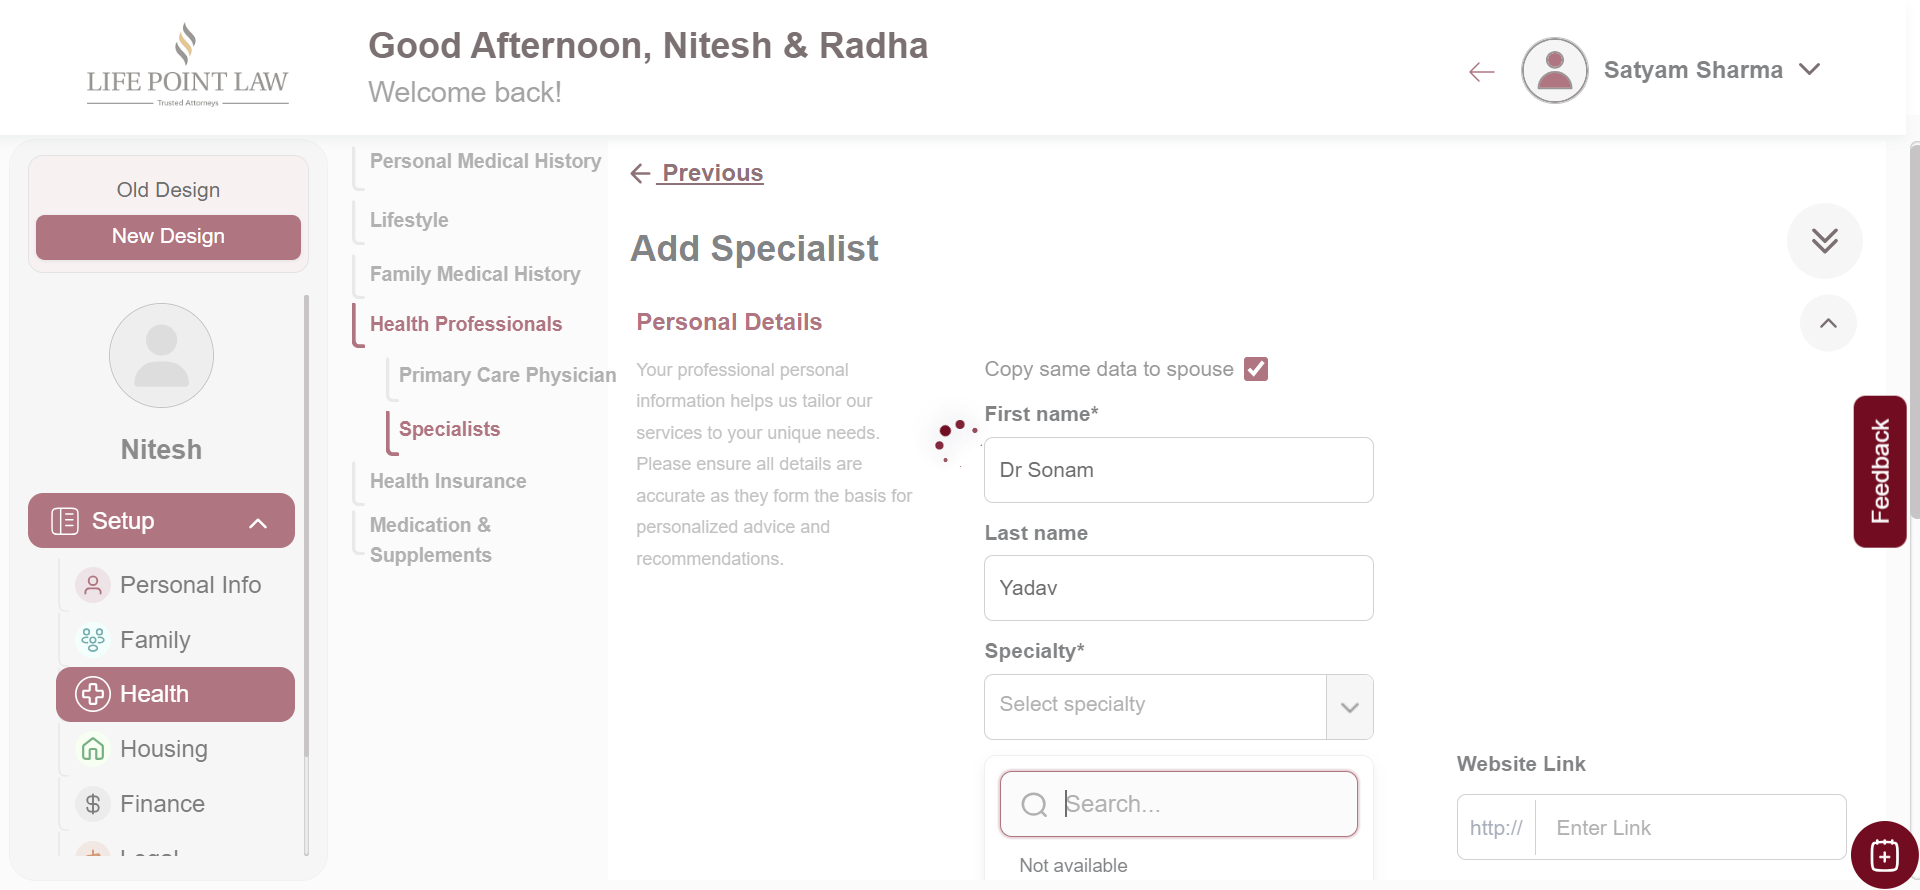 LIFE POINT LAW
Trusted Attorneys
Good Afternoon, Nitesh & Radha
Welcome back!
Satyam Sharma
Old Design
New Design
Nitesh
Setup
Personal Info
Family
Health
Housing
Finance
Legal
Personal Medical History
Lifestyle
Family Medical History
Health Professionals
Primary Care Physician
Specialists
Health Insurance
Medication &
Supplements
Previous
Add Specialist
Personal Details
Your professional personal
information helps us tailor our
services to your unique needs.
Please ensure all details are
accurate as they form the basis for
personalized advice and
recommendations.
Copy same data to spouse
First name*
Dr Sonam
Last name
Yadav
Specialty*
Select specialty
Search...
Not available
Website Link
http://
Enter Link
Feedback